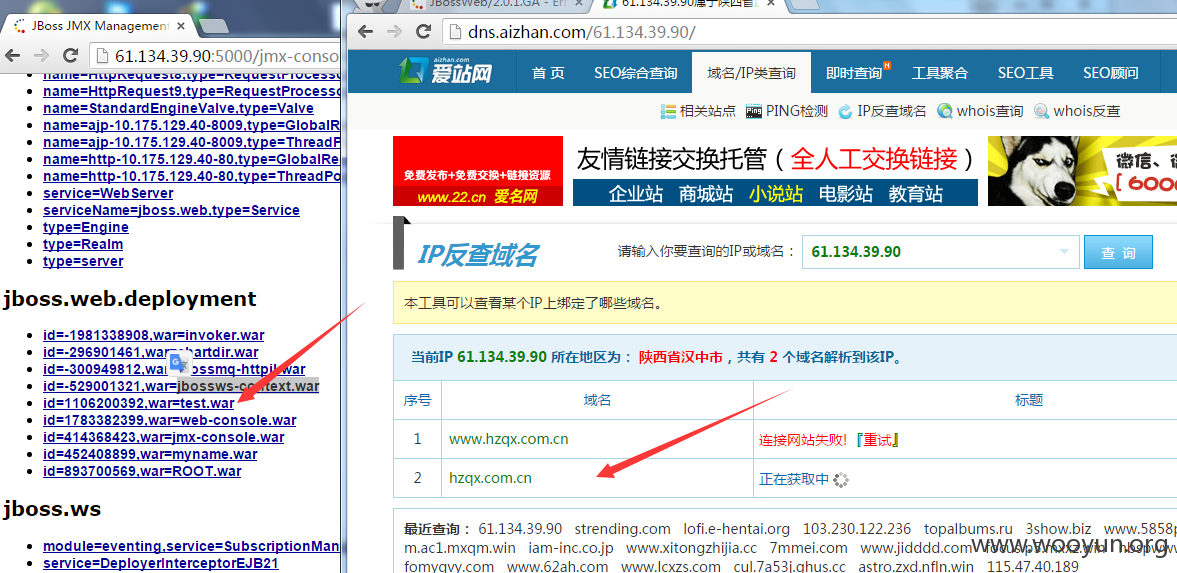 JBoss JMX Management
61.134.39.90:5000/jmx-conso
name=HttpRequest8,type=RequestProcesso
name=HttpRequest9,type=RequestProcesso
name=StandardEngineValve,type=Valve
name=ajp-10.175.129.40-8009,type=GlobalR
name=ajp-10.175.129.40-8009,type=ThreadP
name=http-10.175.129.40-80,type=GlobalRe
name=http-10.175.129.40-80,type=ThreadPo
service=WebServer
serviceName=jboss.web,type=Service
type=Engine
type=Realm
type=server
jboss.web.deployment
id=-1981338908,war=invoker.war
id=-296901461,war=
id=-300949812,
id=-529001321,war=jbossws-context.war
id=1106200392,war=test.war
id=1783382399,war=web-console.war
id=414368423,war=jmx-console.war
id=452408899,war=myname.war
id=893700569,war=ROOT.war
jboss.ws
module=eventing,service=SubscriptionMan
service=DeployerInterceptorEJB21
JBossWeb/2.0.1.GA - Err
61.134.39.90属于陕西省
dns.aizhan.com/61.134.39.90/
aizhan.com
爱站网
首 页 SEO综合查询 域名/IP类查询 即时查询 N 工具聚合 SEO工具 SEO顾问
相关站点 PING检测 IP反查域名 whois查询 whois反查
免费发布+免费交换+链接资源
www.22.cn 爱名网
友情链接交换托管（全人工交换链接）
企业站 商城站 小说站 电影站 教育站
微信、
[600
IP反查域名
请输入你要查询的IP或域名： 61.134.39.90 查 询
本工具可以查看某个IP上绑定了哪些域名。
当前IP 61.134.39.90 所在地区为： 陕西省汉中市，共有 2 个域名解析到该IP。
序号 域名 标题
1 www.hzqx.com.cn 连接网站失败!『重试』
2 hzqx.com.cn 正在获取中
最近查询： 61.134.39.90 strending.com lofi.e-hentai.org 103.230.122.236 topalbums.ru 3show.biz www.5858p
m.ac1.mxqm.win iam-inc.co.jp www.xitongzhijia.cc 7mmei.com www.jidddd.com
fomygyy.com www.62ah.com www.lcxzs.com cul.7a53j.ghus.cc astro.zxd.nfln.win 115.47.40.189
www.wooyun.org